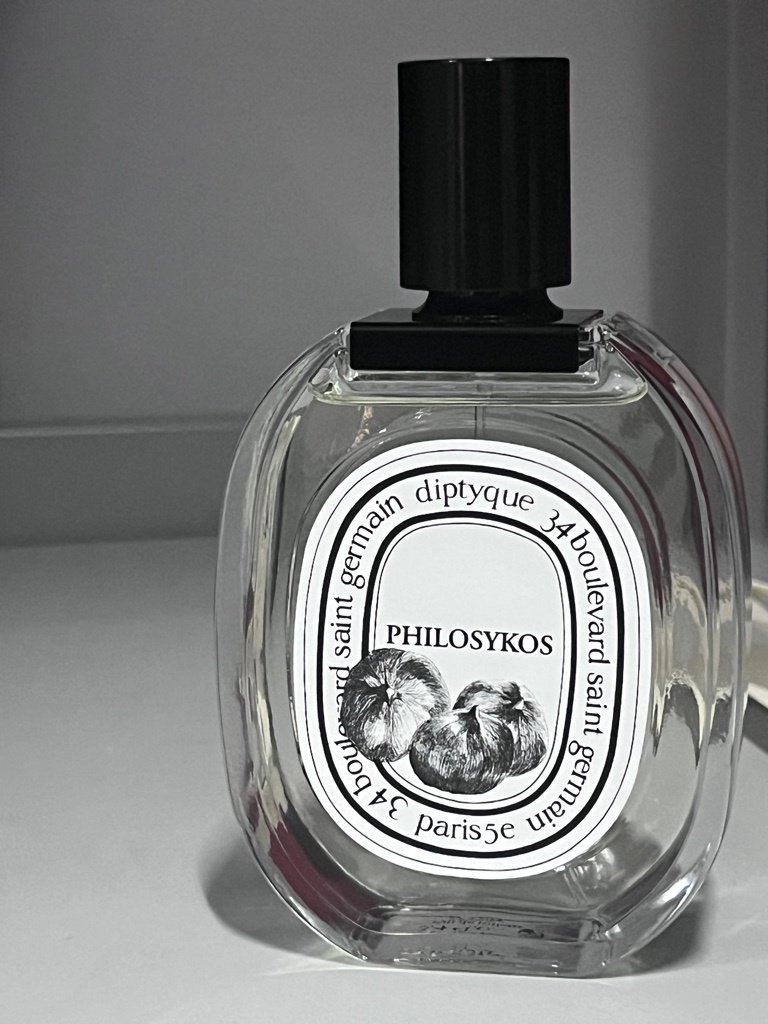 diptyque
34 boulevard saint germain
paris 5e
34 boulevard saint germain
PHILOSYKOS